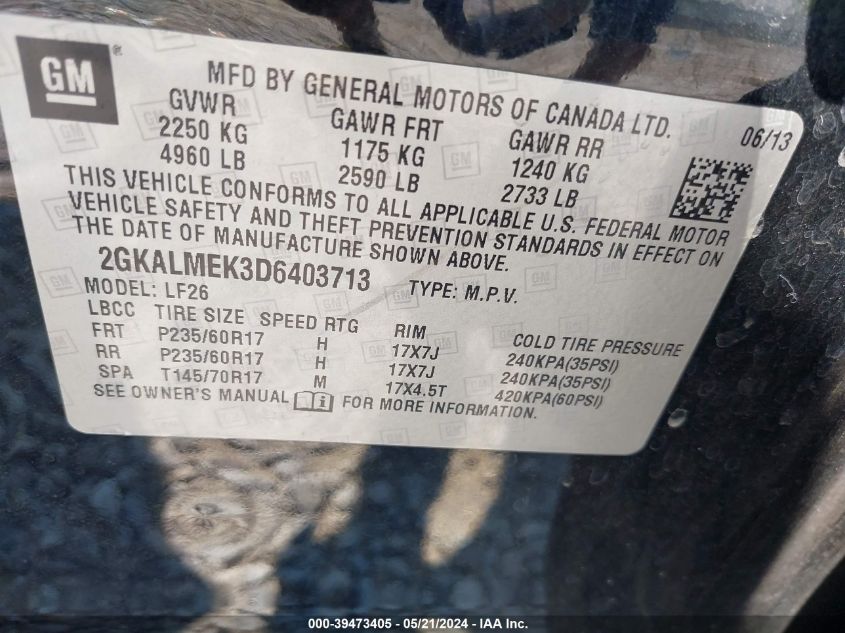 GM
MFD BY GENERAL MOTORS OF CANADA LTD.
06/13
GVWR GAWR FRT GAWR RR
2250 KG 1175 KG 1240 KG
4960 LB 2590 LB 2733 LB
THIS VEHICLE CONFORMS TO ALL APPLICABLE U.S. FEDERAL MOTOR
VEHICLE SAFETY AND THEFT PREVENTION STANDARDS IN EFFECT ON
THE DATE OF MANUFACTURE SHOWN ABOVE.
2GKALMEK3D6403713 TYPE: M.P.V.
MODEL: LF26
LBCC TIRE SIZE SPEED RTG RIM COLD TIRE PRESSURE
FRT P235/60R17 H 17X7J 240KPA(35PSI)
RR P235/60R17 H 17X7J 240KPA(35PSI)
SPA T145/70R17 M 17X4.5T 420KPA(60PSI)
SEE OWNER'S MANUAL FOR MORE INFORMATION.
000-39473405 - 05/21/2024 - IAA Inc.